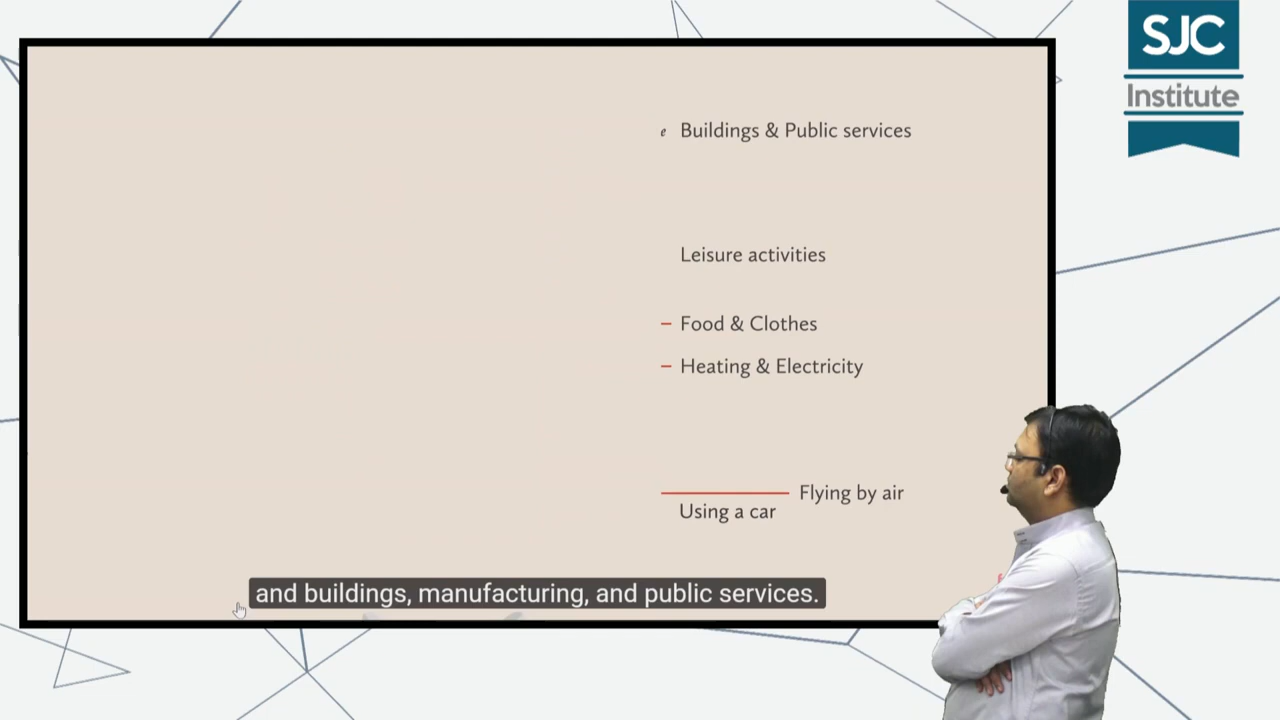 SJC
Institute
e Buildings & Public services
Leisure activities
Food & Clothes
Heating & Electricity
Flying by air
Using a car
and buildings, manufacturing, and public services.